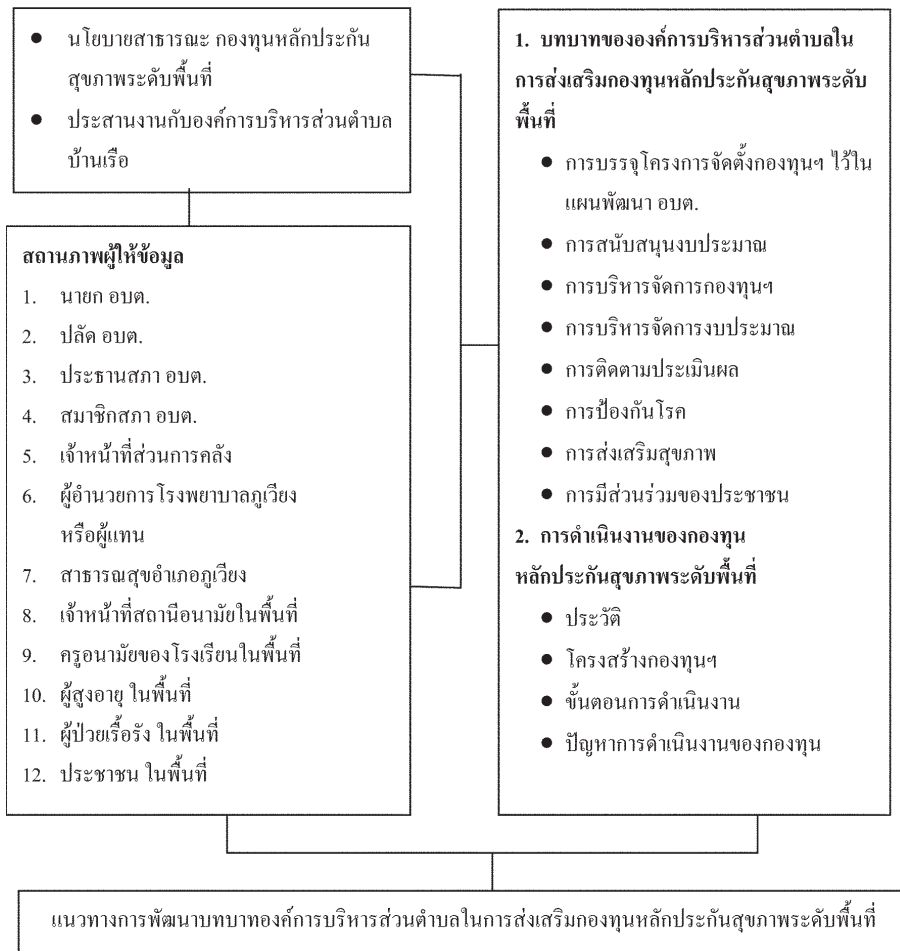 ● นโยบายสาธารณะ กองทุนหลักประกัน
สุขภาพระดับพื้นที่
● ประสานงานกับองค์การบริหารส่วนตำบล
บ้านเรือ
สถานภาพผู้ให้ข้อมูล
1. นายก อบต.
2. ปลัด อบต.
3. ประธานสภา อบต.
4. สมาชิกสภา อบต.
5. เจ้าหน้าที่ส่วนการคลัง
6. ผู้อำนวยการโรงพยาบาลภูเวียง
หรือผู้แทน
7. สาธารณสุขอำเภอภูเวียง
8. เจ้าหน้าที่สถานีอนามัยในพื้นที่
9. ครูอนามัยของโรงเรียนในพื้นที่
10. ผู้สูงอายุ ในพื้นที่
11. ผู้ป่วยเรื้อรัง ในพื้นที่
12. ประชาชน ในพื้นที่
1. บทบาทขององค์การบริหารส่วนตำบลใน
การส่งเสริมกองทุนหลักประกันสุขภาพระดับ
พื้นที่
● การบรรจุโครงการจัดตั้งกองทุนฯ ไว้ใน
แผนพัฒนา อบต.
● การสนับสนุนงบประมาณ
● การบริหารจัดการกองทุนฯ
● การบริหารจัดการงบประมาณ
● การติดตามประเมินผล
● การป้องกันโรค
● การส่งเสริมสุขภาพ
● การมีส่วนร่วมของประชาชน
2. การดำเนินงานของกองทุน
หลักประกันสุขภาพระดับพื้นที่
● ประวัติ
● โครงสร้างกองทุนฯ
● ขั้นตอนการดำเนินงาน
● ปัญหาการดำเนินงานของกองทุน
แนวทางการพัฒนาบทบาทองค์การบริหารส่วนตำบลในการส่งเสริมกองทุนหลักประกันสุขภาพระดับพื้นที่